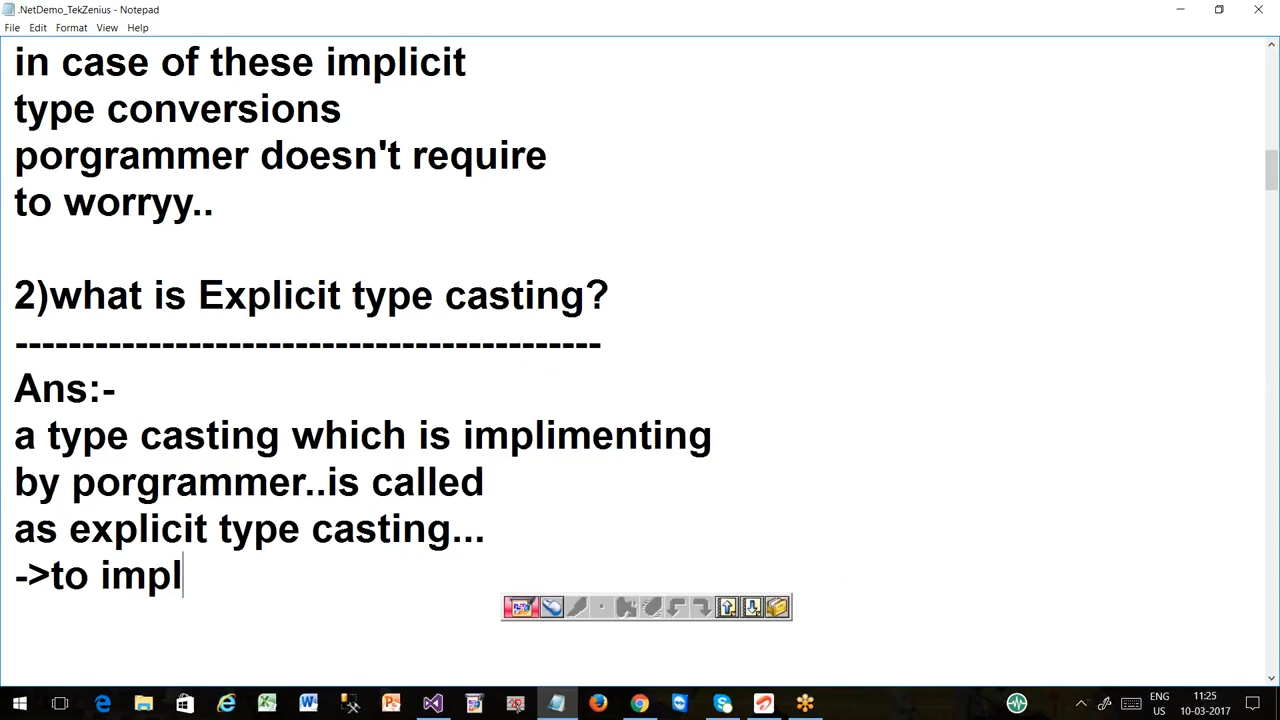 .NetDemo_TekZenius - Notepad
File Edit Format View Help
in case of these implicit
type conversions
porgrammer doesn't require
to worryy..
2)what is Explicit type casting?
--------------------------------------------
Ans:-
a type casting which is implimenting
by porgrammer..is called
as explicit type casting...
->to impl
ENG 11:25
US 10-03-2017